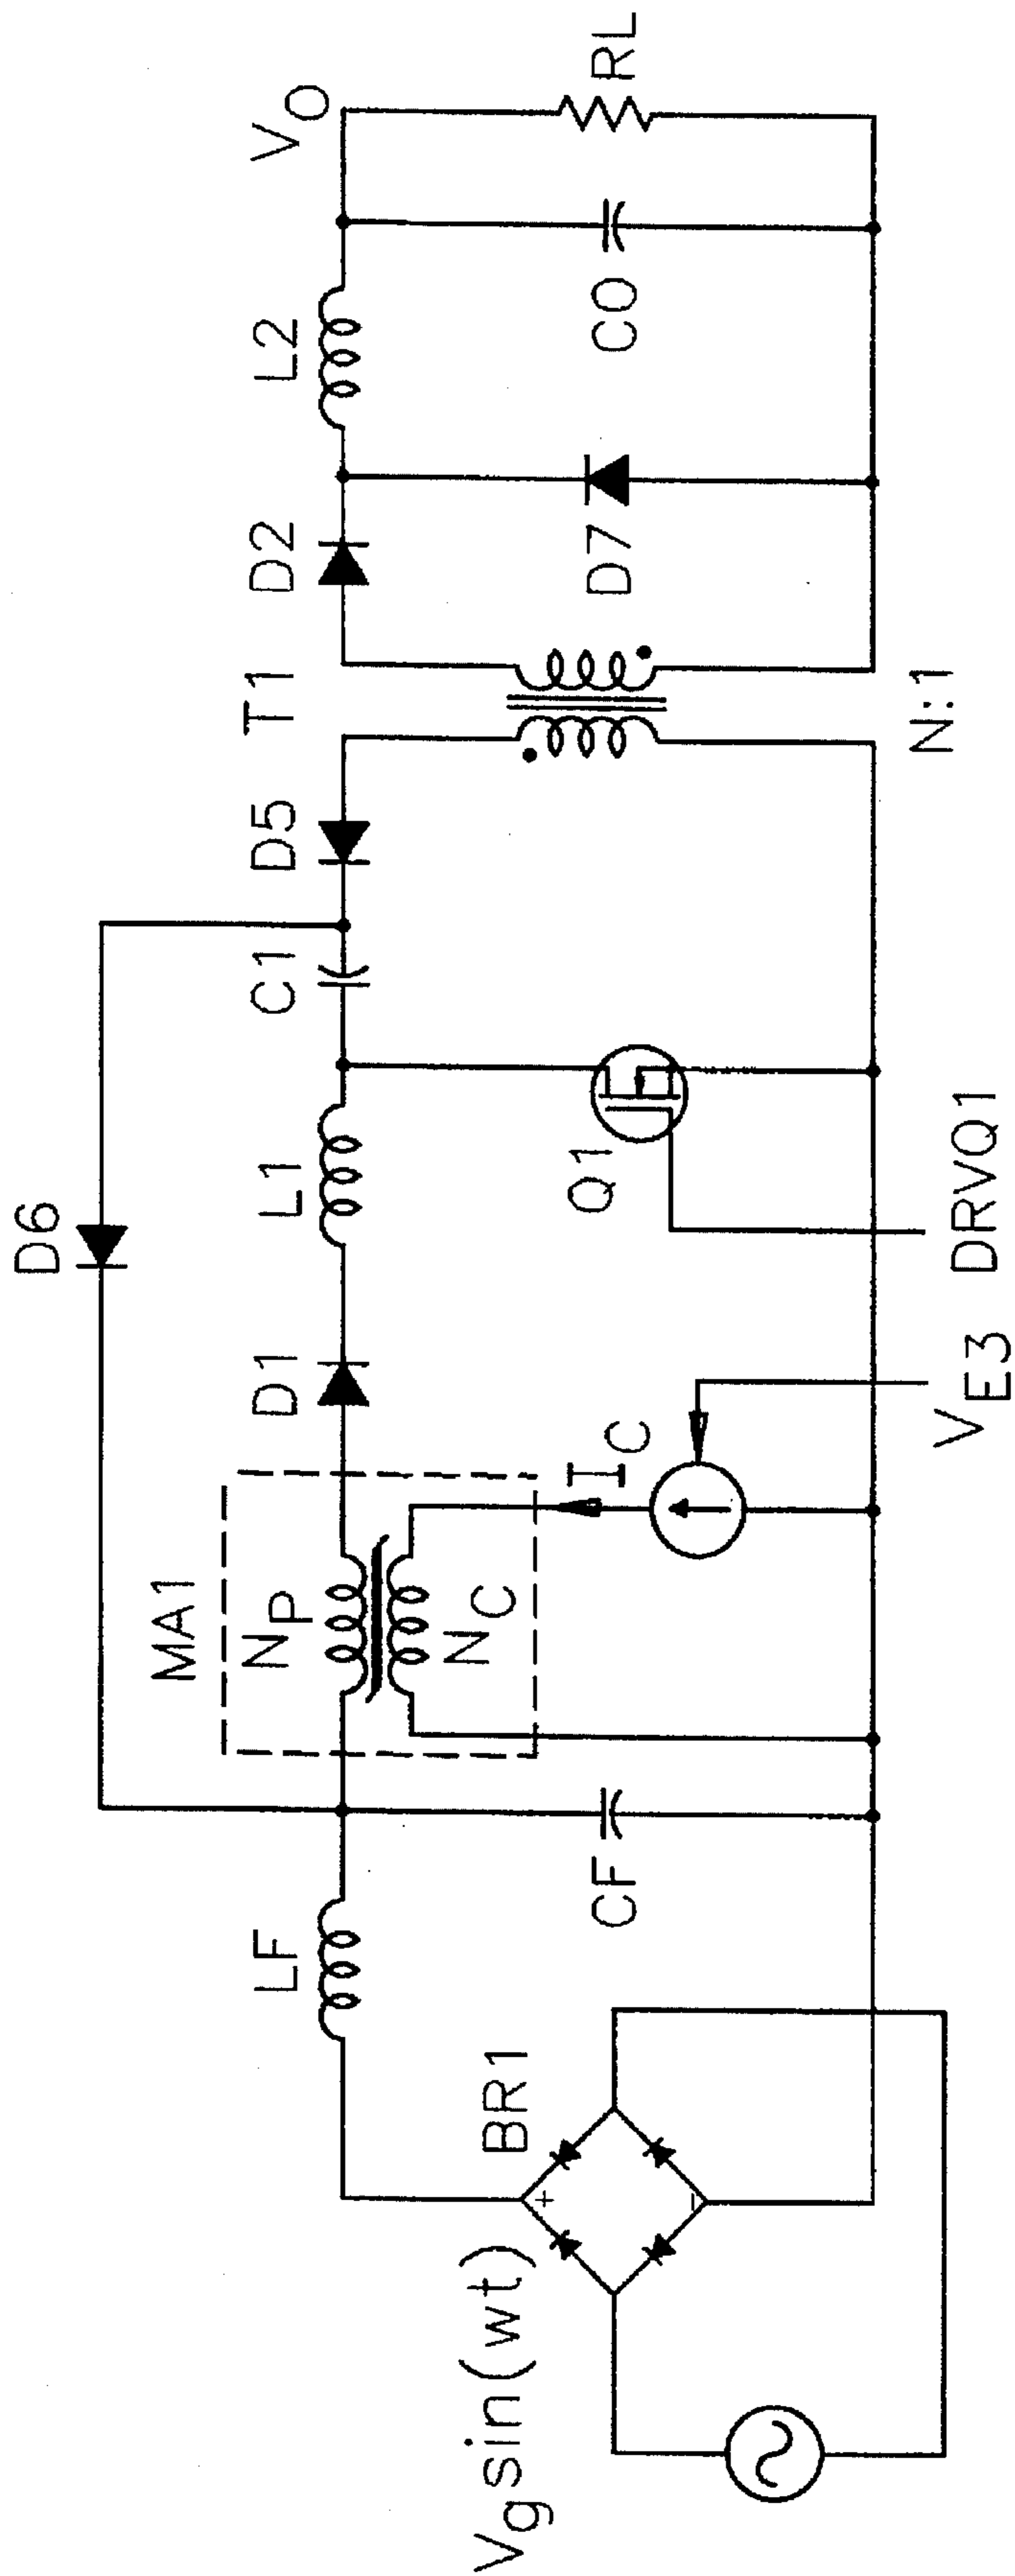 Vg sin(wt)
BR1
LF
CF
MA1
NP
NC
IC
VE3
D6
D1
L1
Q1
DRVQ1
C1
D5
T1
N:1
D2
D7
L2
CO
VO
RL
+
−